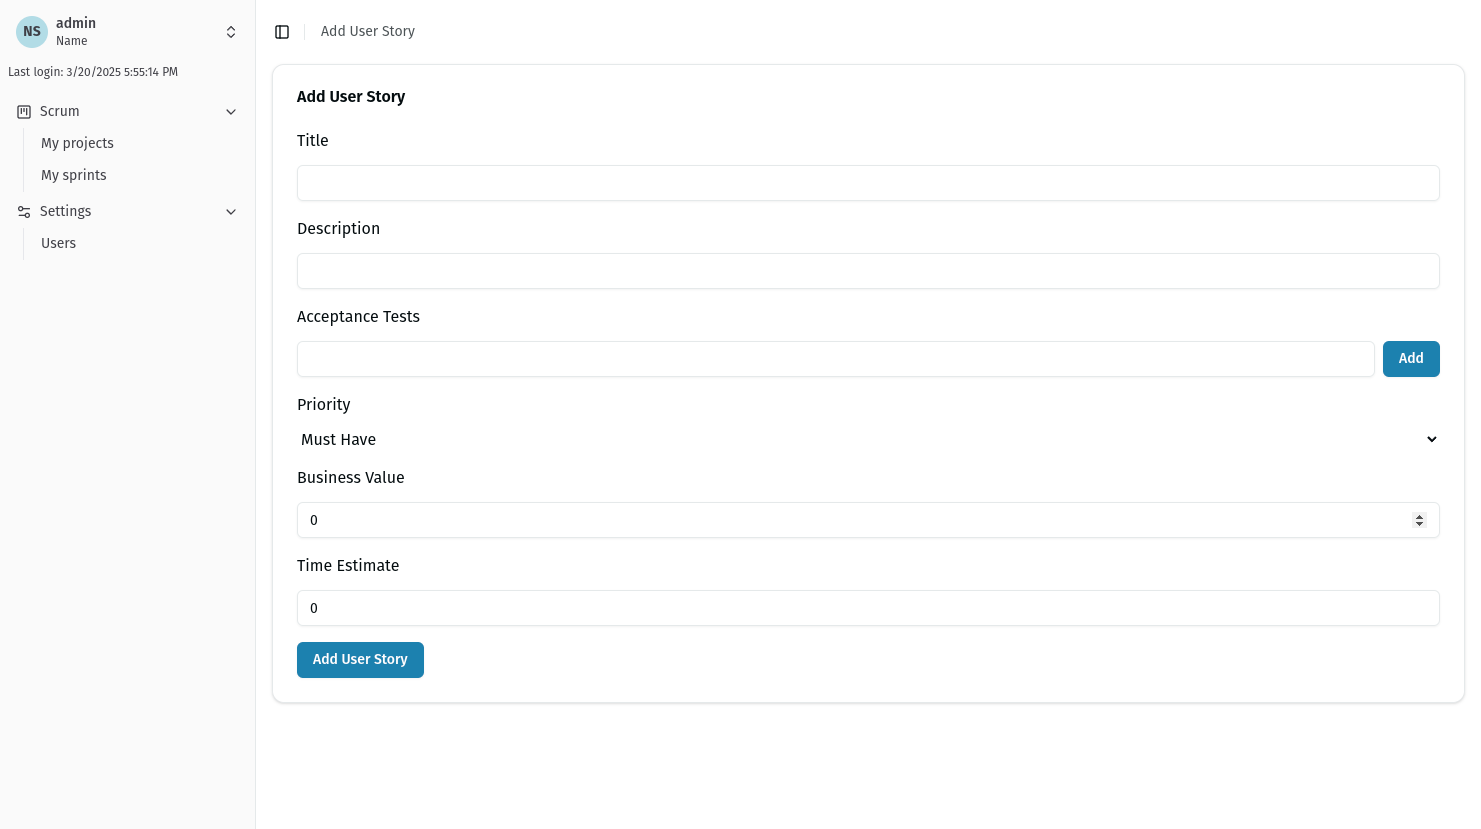 NS
admin
Name
Last login: 3/20/2025 5:55:14 PM
Scrum
My projects
My sprints
Settings
Users
Add User Story
Add User Story
Title
Description
Acceptance Tests
Add
Priority
Must Have
Business Value
0
Time Estimate
0
Add User Story